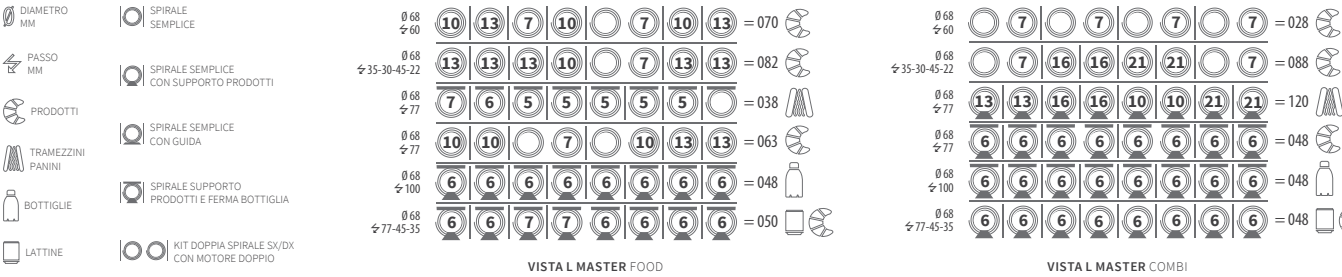 DIAMETRO
MM
PASSO
MM
PRODOTTI
TRAMEZZINI
PANINI
BOTTIGLIE
LATTINE
SPIRALE
SEMPLICE
SPIRALE SEMPLICE
CON SUPPORTO PRODOTTI
SPIRALE SEMPLICE
CON GUIDA
SPIRALE SUPPORTO
PRODOTTI E FERMA BOTTIGLIA
KIT DOPPIA SPIRALE SX/DX
CON MOTORE DOPPIO
Ø 68
60
10 13 7 10 7 10 13 = 070
Ø 68
35-30-45-22
13 13 13 10 7 13 13 = 082
Ø 68
77
7 6 5 5 5 5 5 = 038
Ø 68
77
10 10 7 10 13 13 = 063
Ø 68
100
6 6 6 6 6 6 6 6 = 048
Ø 68
77-45-35
6 6 7 7 6 6 6 6 = 050
VISTA L MASTER FOOD
Ø 68
60
7 7 7 7 = 028
Ø 68
35-30-45-22
7 16 16 21 21 7 = 088
Ø 68
77
13 13 16 16 10 10 21 21 = 120
Ø 68
77
6 6 6 6 6 6 6 6 = 048
Ø 68
100
6 6 6 6 6 6 6 6 = 048
Ø 68
77-45-35
6 6 6 6 6 6 6 6 = 048
VISTA L MASTER COMBI